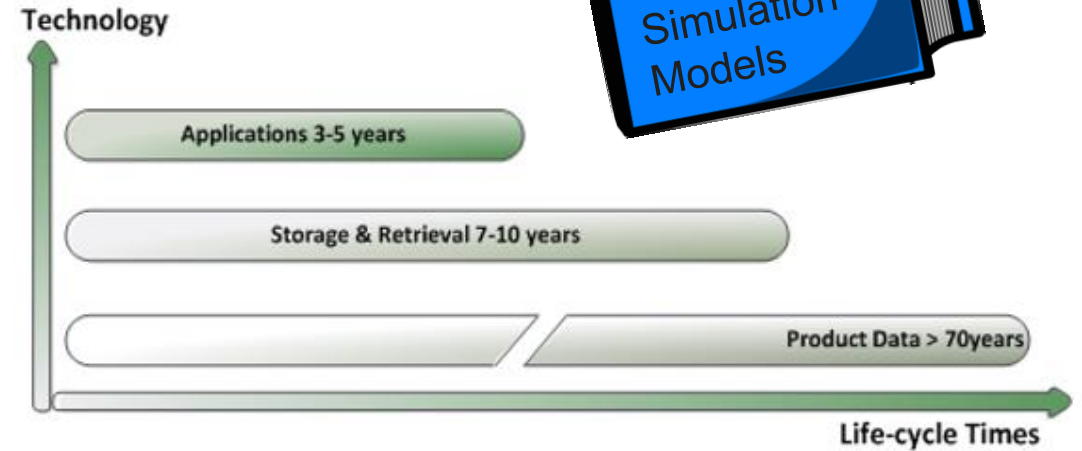 Technology
Simulation
Models
Applications 3-5 years
Storage & Retrieval 7-10 years
Product Data > 70years
Life-cycle Times